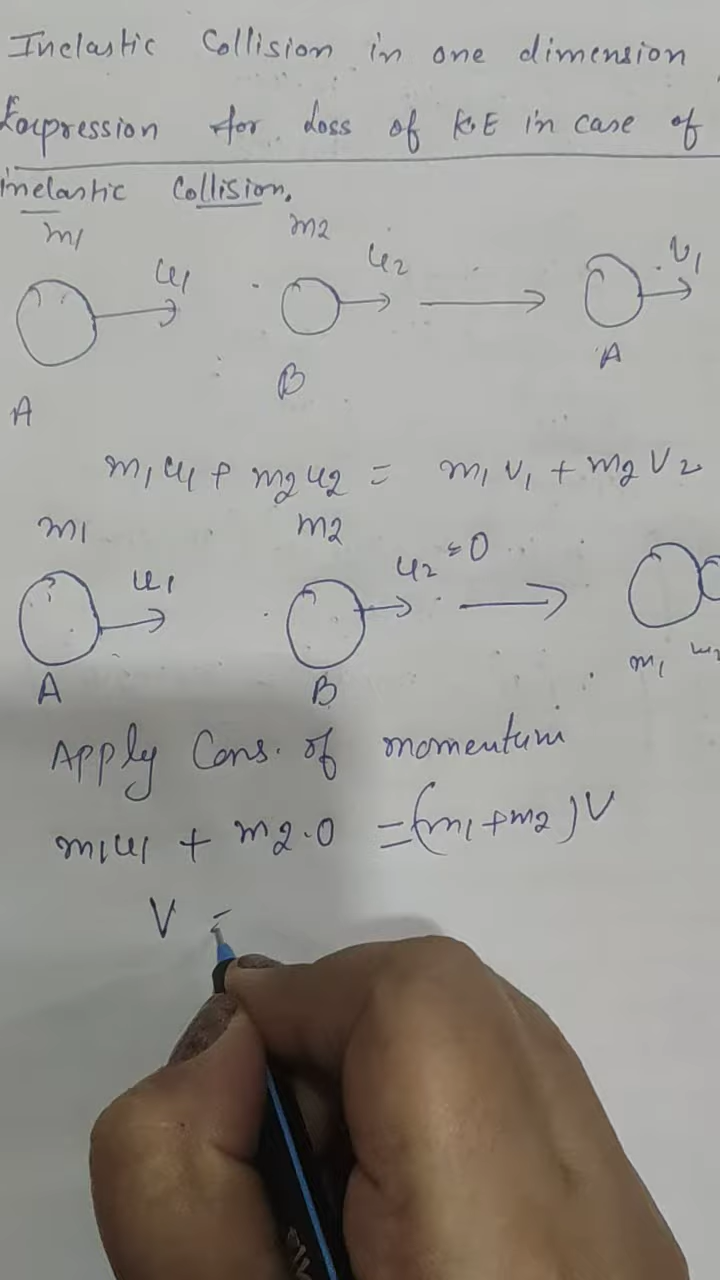 Inelastic Collision in one dimension
Expression for Loss of K.E in case of
inelastic Collision.
m1 m2
u1 u2 v1
A B A
m1u1 + m2u2 = m1v1 + m2v2
m1 m2
u1 u2=0
A B m1 m2
Apply Cons. of momentum
m1u1 + m2.0 =(m1+m2)V
V =